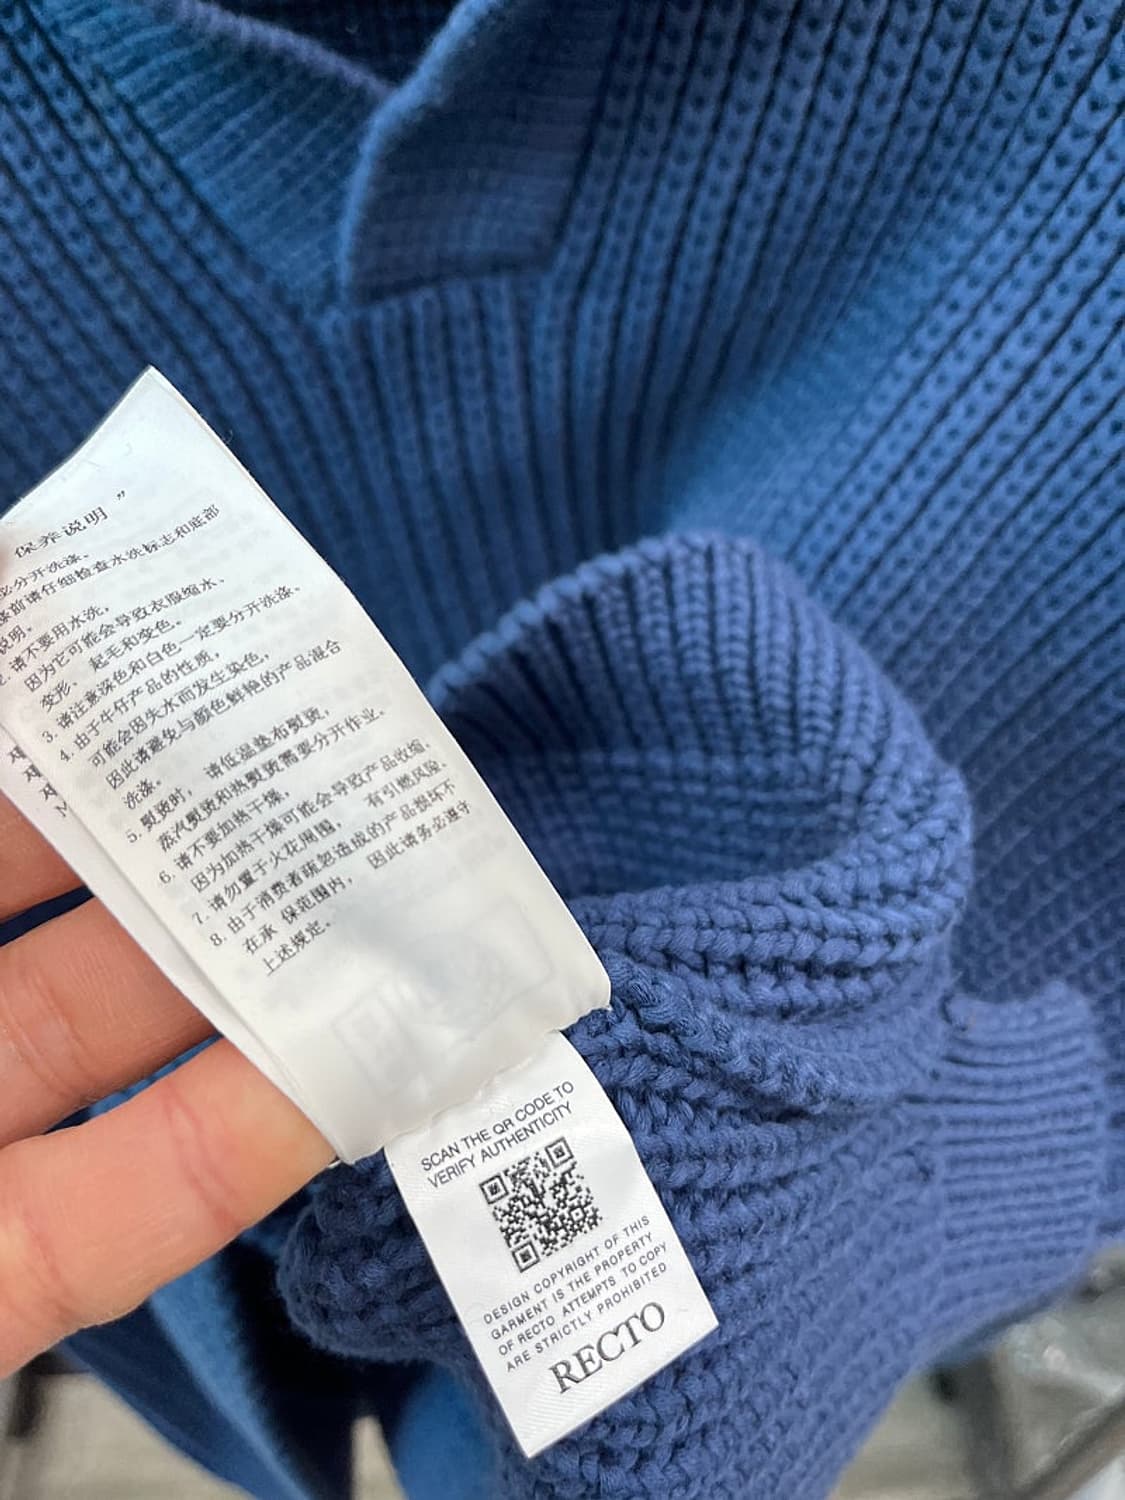 保养说明”
分开洗涤。
涤前请仔细检查水洗标志和底部
说明。
请不要用水洗，
因为它可能会导致衣服缩水、
变形、 起毛和变色。
3. 请注意深色和白色一定要分开洗涤。
4. 由于牛仔产品的性质，
可能会因失水而发生染色，
因此请避免与颜色鲜艳的产品混合
洗涤。
5. 熨烫时， 请低温垫布熨烫，
蒸汽熨烫和热熨烫需要分开作业。
6. 请不要加热干燥，
因为加热干燥可能会导致产品收缩。
7. 请勿置于火花周围， 有引燃风险。
8. 由于消费者疏忽造成的产品损坏不
在承 保范围内， 因此请务必遵守
上述规定。
SCAN THE QR CODE TO
VERIFY AUTHENTICITY
DESIGN COPYRIGHT OF THIS
GARMENT IS THE PROPERTY
OF RECTO ATTEMPTS TO COPY
ARE STRICTLY PROHIBITED
RECTO